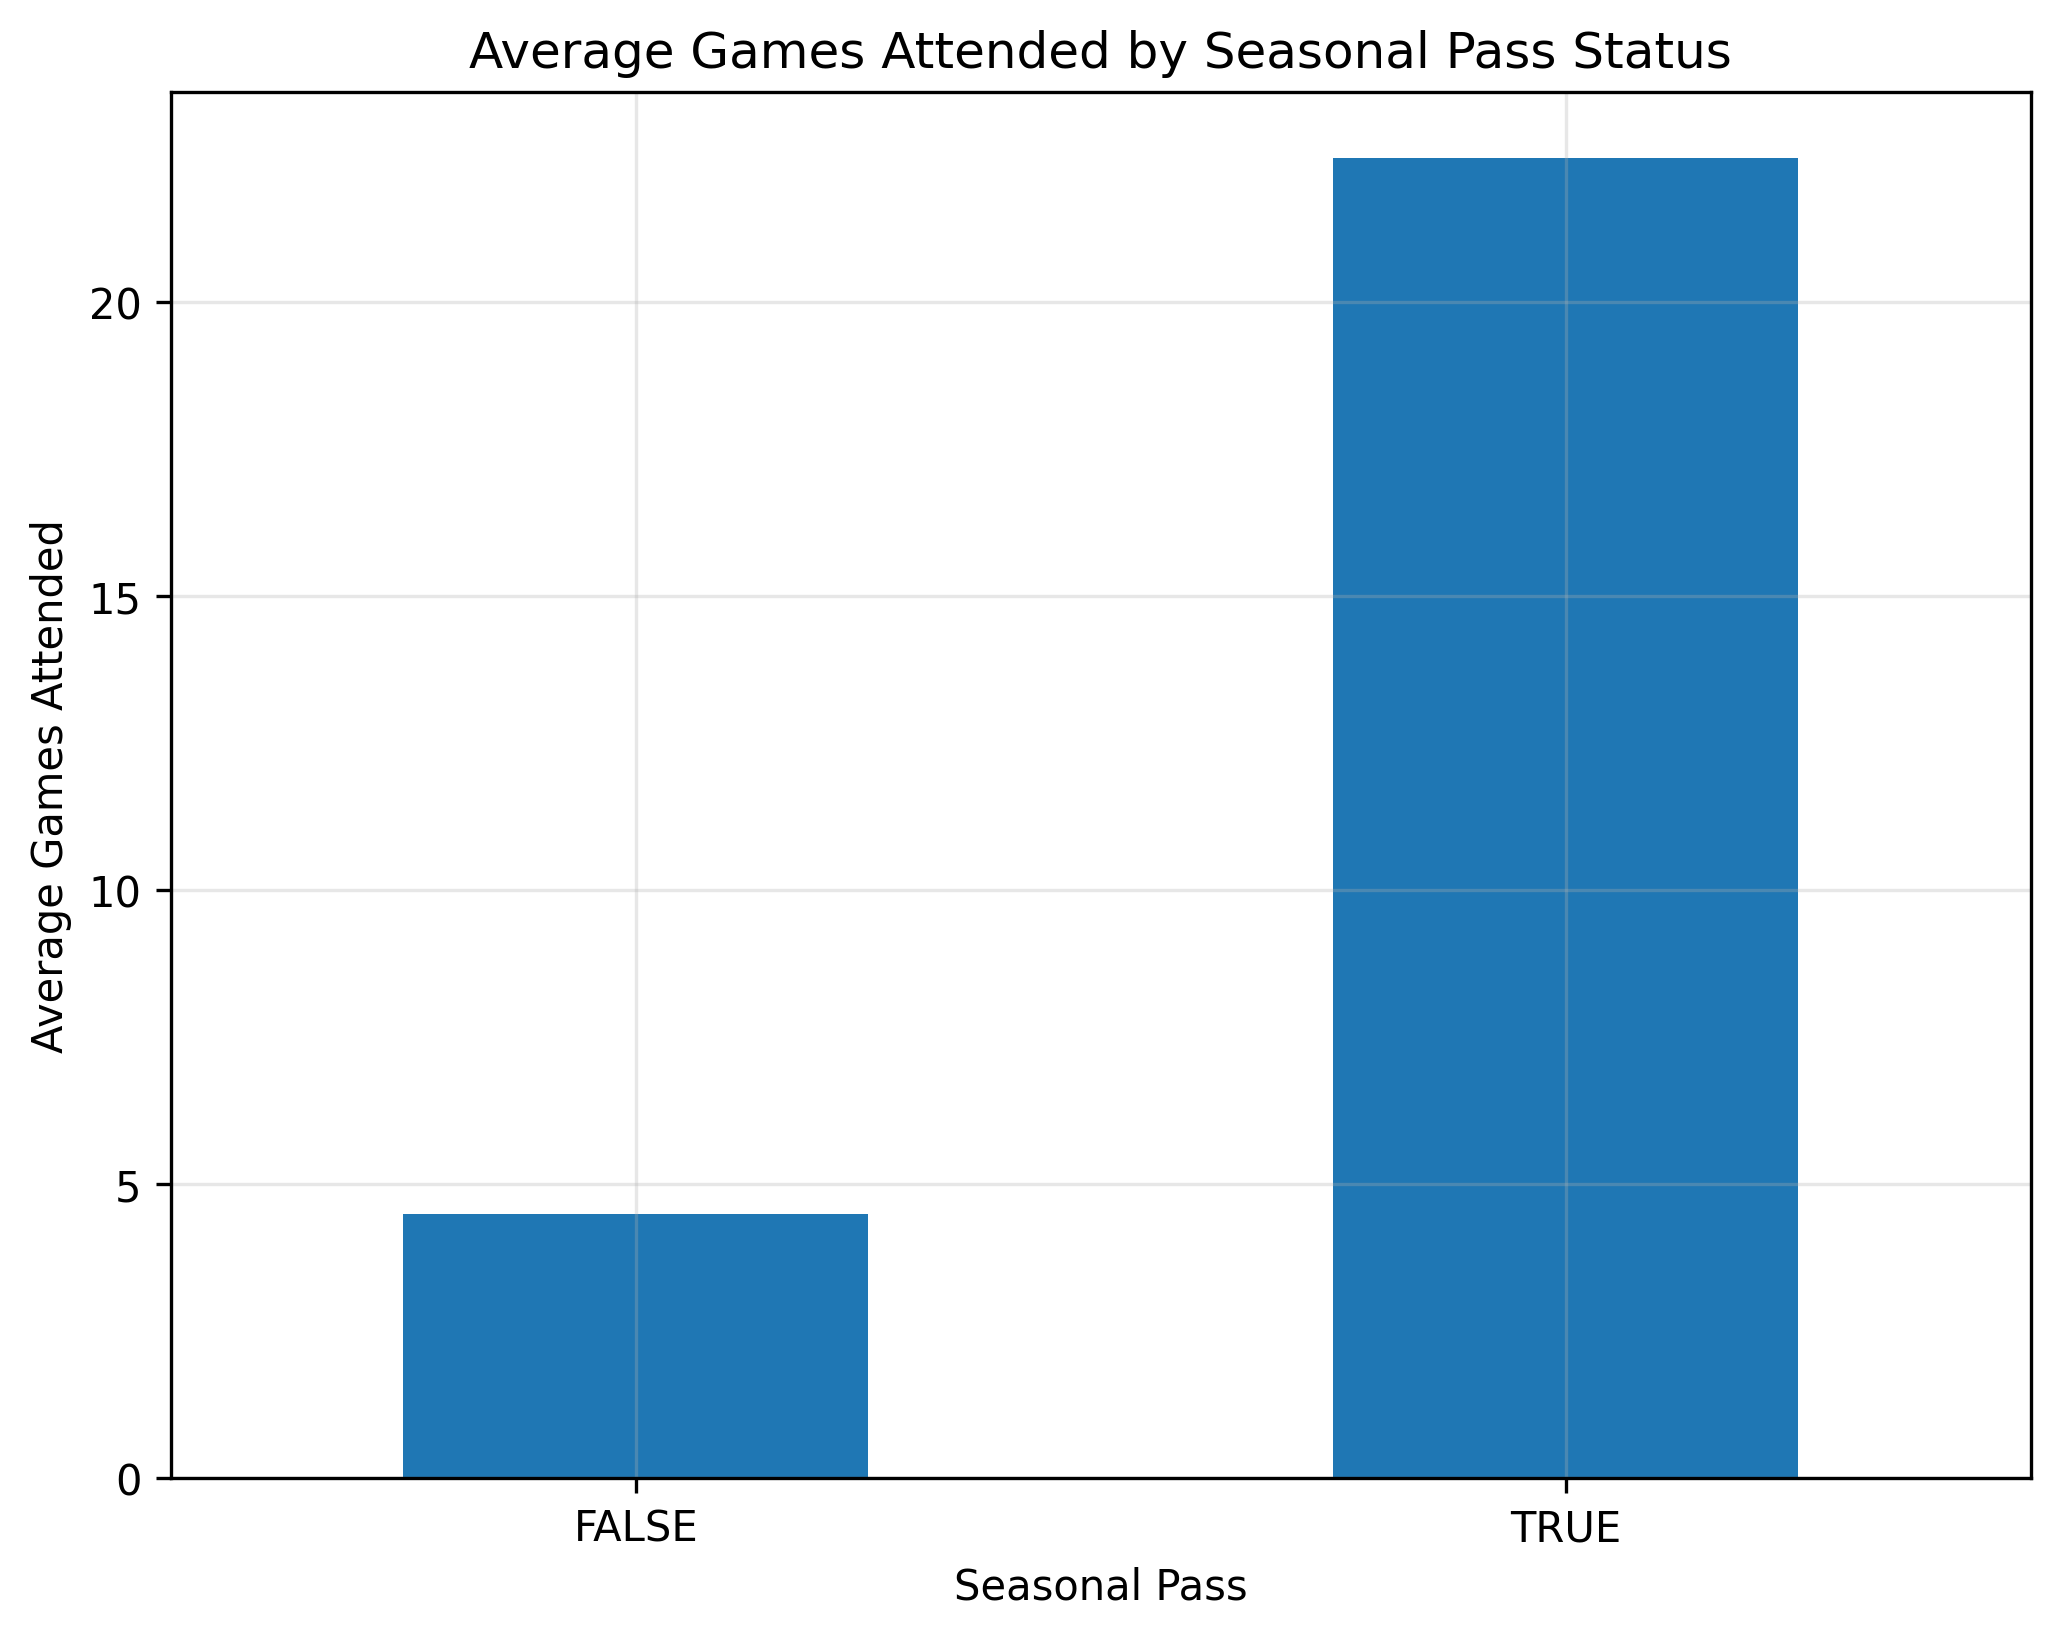 Average Games Attended by Seasonal Pass Status
Average Games Attended
20
15
10
5
0
FALSE
TRUE
Seasonal Pass